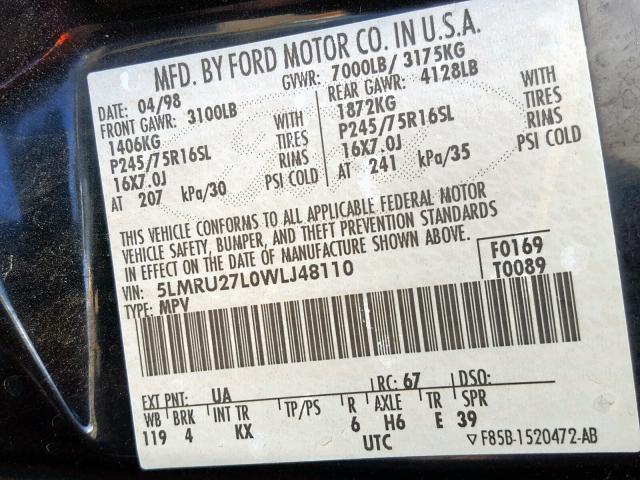 MFD. BY FORD MOTOR CO. IN U.S.A.
DATE: 04/98 GVWR: 7000LB/ 3175KG
FRONT GAWR: 3100LB REAR GAWR: 4128LB
1406KG WITH 1872KG WITH
P245/75R16SL TIRES P245/75R16SL TIRES
16X7.0J RIMS 16X7.0J RIMS
AT 207 kPa/30 PSI COLD AT 241 kPa/35 PSI COLD
THIS VEHICLE CONFORMS TO ALL APPLICABLE FEDERAL MOTOR
VEHICLE SAFETY, BUMPER, AND THEFT PREVENTION STANDARDS
IN EFFECT ON THE DATE OF MANUFACTURE SHOWN ABOVE.
VIN: 5LMRU27L0WLJ48110 F0169
TYPE: MPV T0089
EXT PNT: UA RC: 67 DSO:
WB BRK INT TR TP/PS R AXLE TR SPR
119 4 KX 6 H6 E 39
UTC ▽F85B-1520472-AB